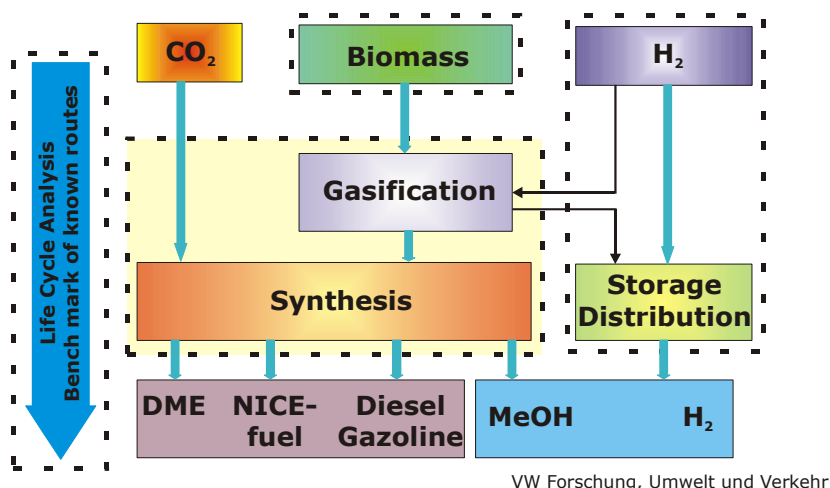 CO₂
Biomass
H₂
Life Cycle Analysis
Bench mark of known routes
Gasification
Synthesis
Storage
Distribution
DME
NICE-
fuel
Diesel
Gazoline
MeOH
H₂
VW Forschung, Umwelt und Verkehr